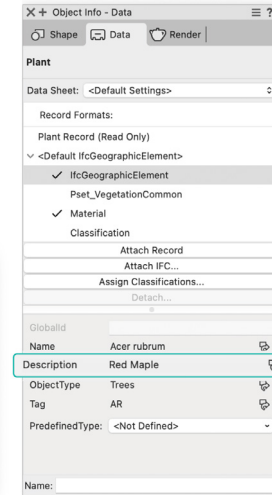 X + Object Info - Data
Shape Data Render
Plant
Data Sheet: <Default Settings>
Record Formats:
Plant Record (Read Only)
<Default IfcGeographicElement>
✓ IfcGeographicElement
Pset_VegetationCommon
✓ Material
Classification
Attach Record
Attach IFC...
Assign Classifications...
Detach...
GlobalId
Name Acer rubrum
Description Red Maple
ObjectType Trees
Tag AR
PredefinedType: <Not Defined>
Name: